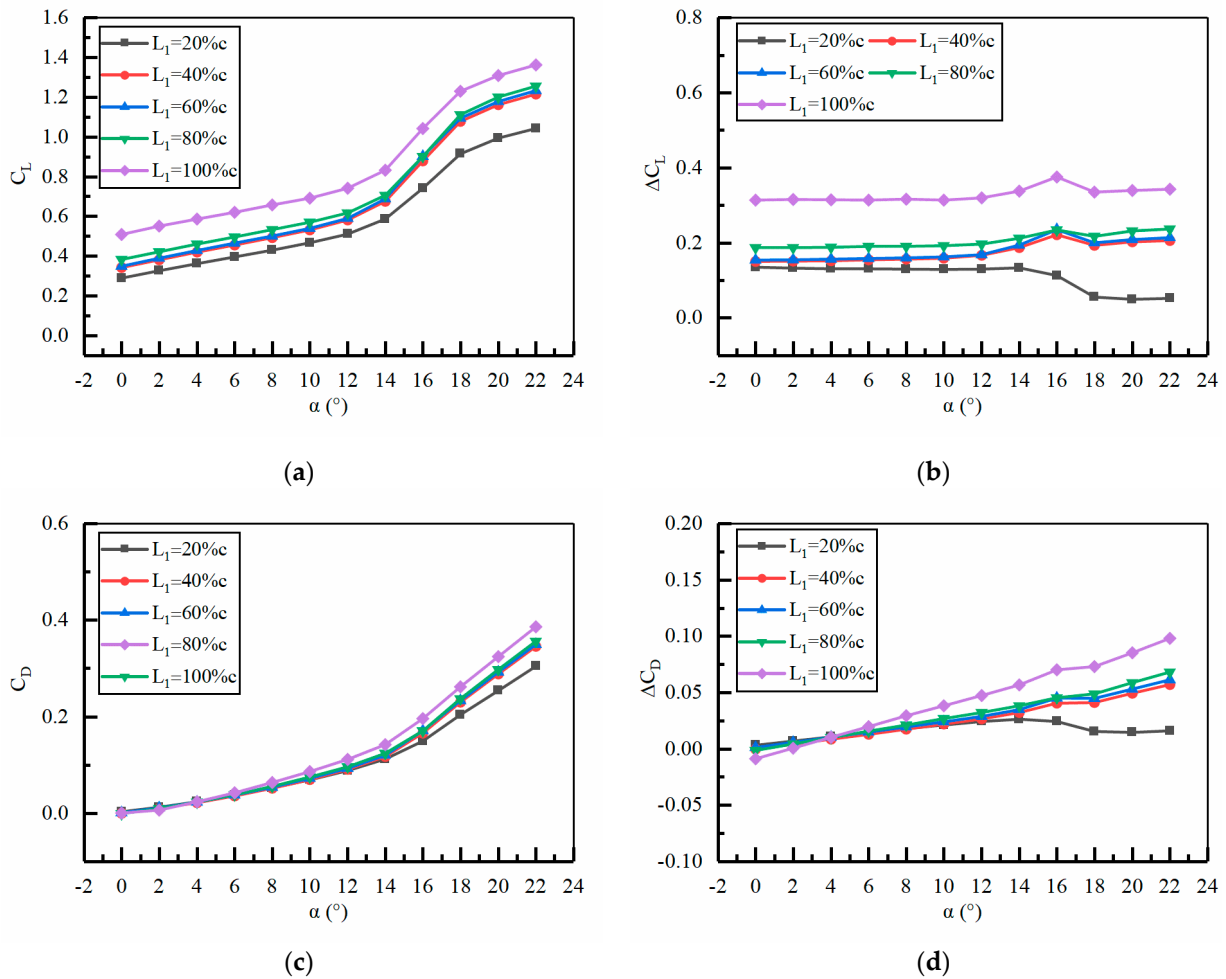 1.6
1.4
1.2
1.0
0.8
0.6
0.4
0.2
0.0
C_L
L₁=20%c
L₁=40%c
L₁=60%c
L₁=80%c
L₁=100%c
-2 0 2 4 6 8 10 12 14 16 18 20 22 24
α (°)
(a)
0.8
0.6
0.4
0.2
0.0
ΔC_L
L₁=20%c L₁=40%c
L₁=60%c L₁=80%c
L₁=100%c
-2 0 2 4 6 8 10 12 14 16 18 20 22 24
α (°)
(b)
0.6
0.4
0.2
0.0
C_D
L₁=20%c
L₁=40%c
L₁=60%c
L₁=80%c
L₁=100%c
-2 0 2 4 6 8 10 12 14 16 18 20 22 24
α (°)
(c)
0.20
0.15
0.10
0.05
0.00
-0.05
-0.10
ΔC_D
L₁=20%c
L₁=40%c
L₁=60%c
L₁=80%c
L₁=100%c
-2 0 2 4 6 8 10 12 14 16 18 20 22 24
α (°)
(d)